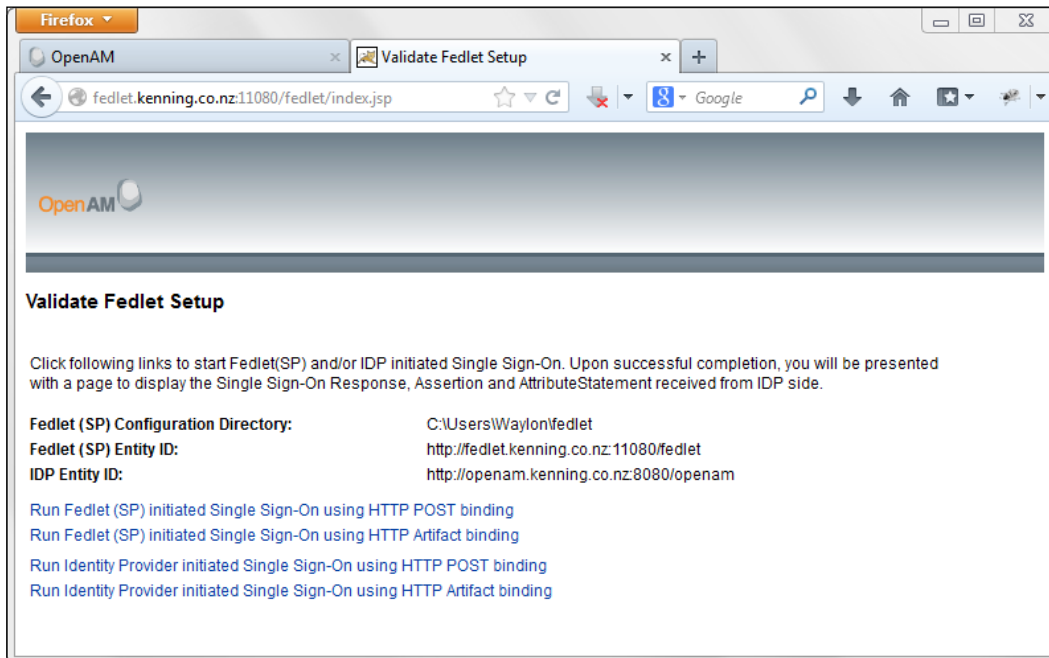 Firefox
OpenAM
Validate Fedlet Setup
fedlet.kenning.co.nz:11080/fedlet/index.jsp
8 Google
OpenAM
Validate Fedlet Setup
Click following links to start Fedlet(SP) and/or IDP initiated Single Sign-On. Upon successful completion, you will be presented
with a page to display the Single Sign-On Response, Assertion and AttributeStatement received from IDP side.
Fedlet (SP) Configuration Directory: C:\Users\Waylon\fedlet
Fedlet (SP) Entity ID: http://fedlet.kenning.co.nz:11080/fedlet
IDP Entity ID: http://openam.kenning.co.nz:8080/openam
Run Fedlet (SP) initiated Single Sign-On using HTTP POST binding
Run Fedlet (SP) initiated Single Sign-On using HTTP Artifact binding
Run Identity Provider initiated Single Sign-On using HTTP POST binding
Run Identity Provider initiated Single Sign-On using HTTP Artifact binding